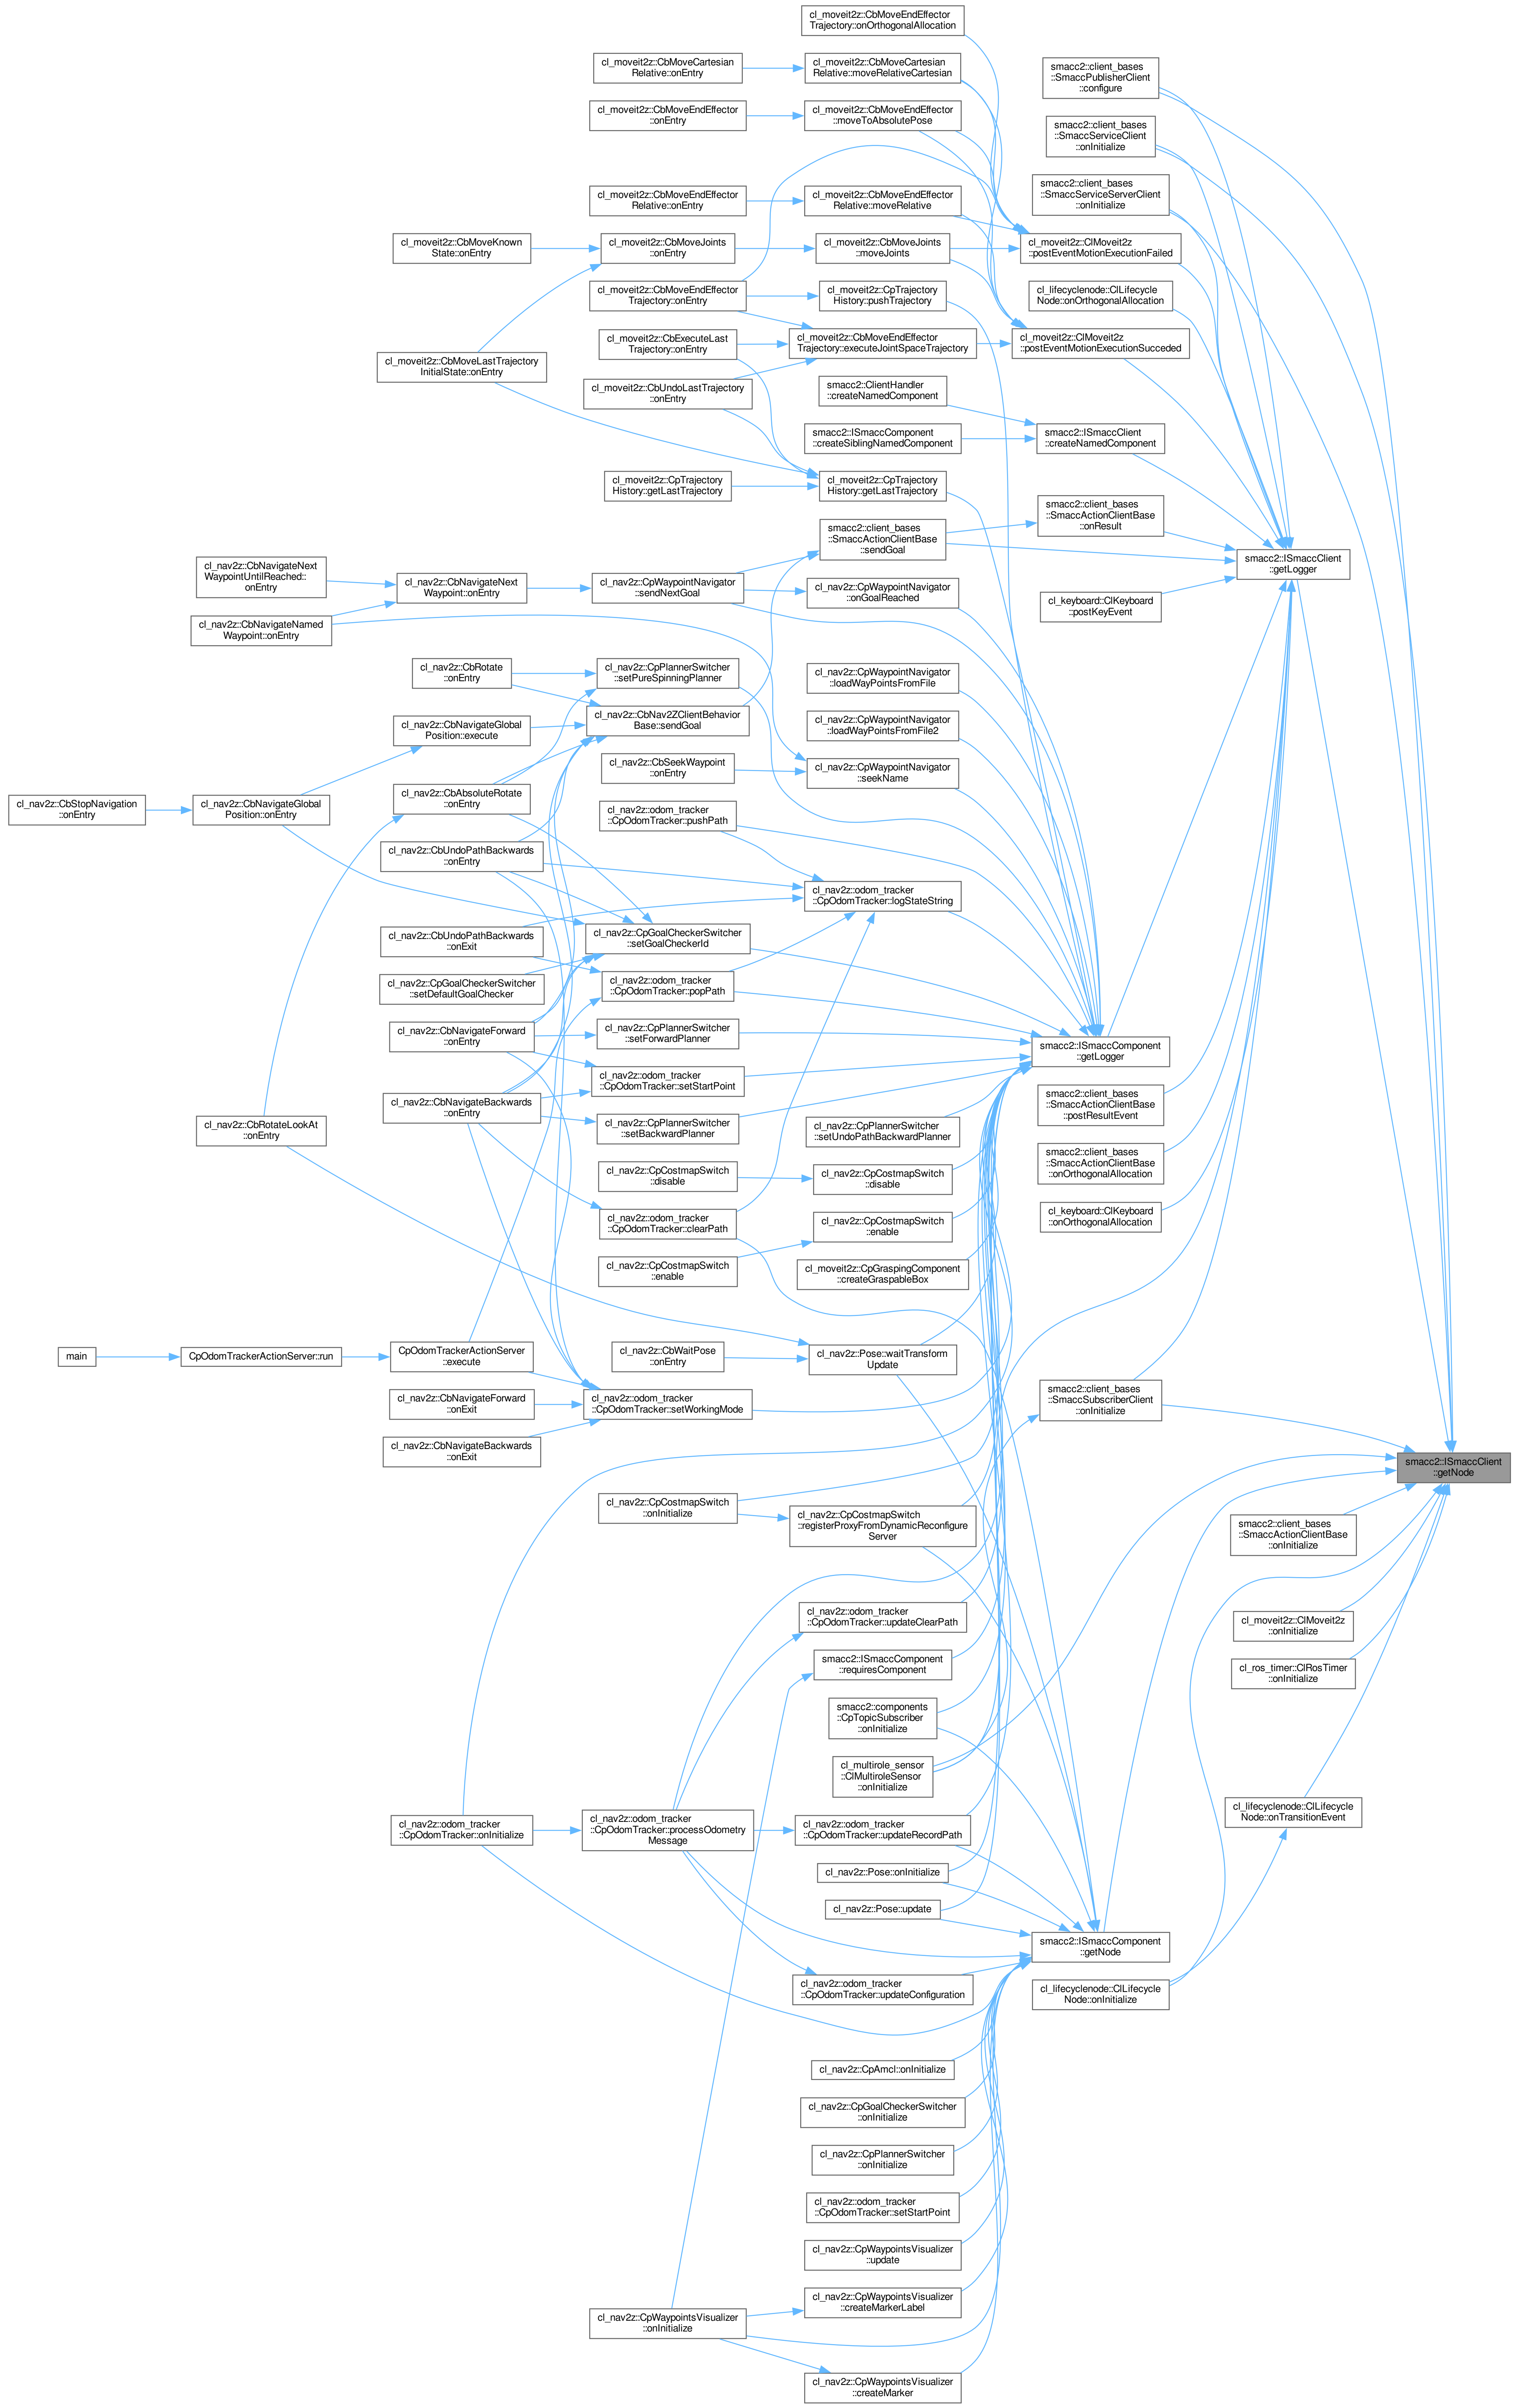 cl_moveit2z::CbMoveEndEffector
Trajectory::onOrthogonalAllocation
cl_moveit2z::CbMoveCartesian
Relative::onEntry
cl_moveit2z::CbMoveCartesian
Relative::moveRelativeCartesian
smacc2::client_bases
::SmaccPublisherClient
::configure
cl_moveit2z::CbMoveEndEffector
::onEntry
cl_moveit2z::CbMoveEndEffector
::moveToAbsolutePose
smacc2::client_bases
::SmaccServiceClient
::onInitialize
cl_moveit2z::CbMoveEndEffector
Relative::onEntry
cl_moveit2z::CbMoveEndEffector
Relative::moveRelative
smacc2::client_bases
::SmaccServiceServerClient
::onInitialize
cl_moveit2z::CbMoveKnown
State::onEntry
cl_moveit2z::CbMoveJoints
::onEntry
cl_moveit2z::CbMoveJoints
::moveJoints
cl_moveit2z::ClMoveit2z
::postEventMotionExecutionFailed
cl_moveit2z::CbMoveEndEffector
Trajectory::onEntry
cl_moveit2z::CpTrajectory
History::pushTrajectory
cl_lifecyclenode::ClLifecycle
Node::onOrthogonalAllocation
cl_moveit2z::CbExecuteLast
Trajectory::onEntry
cl_moveit2z::CbMoveEndEffector
Trajectory::executeJointSpaceTrajectory
cl_moveit2z::ClMoveit2z
::postEventMotionExecutionSucceded
cl_moveit2z::CbMoveLastTrajectory
InitialState::onEntry
cl_moveit2z::CbUndoLastTrajectory
::onEntry
smacc2::ClientHandler
::createNamedComponent
smacc2::ISmaccComponent
::createSiblingNamedComponent
smacc2::ISmaccClient
::createNamedComponent
cl_moveit2z::CpTrajectory
History::getLastTrajectory
cl_moveit2z::CpTrajectory
History::getLastTrajectory
smacc2::client_bases
::SmaccActionClientBase
::onResult
smacc2::client_bases
::SmaccActionClientBase
::sendGoal
smacc2::ISmaccClient
::getLogger
cl_nav2z::CbNavigateNext
WaypointUntilReached::
onEntry
cl_nav2z::CbNavigateNext
Waypoint::onEntry
cl_nav2z::CpWaypointNavigator
::sendNextGoal
cl_nav2z::CpWaypointNavigator
::onGoalReached
cl_keyboard::ClKeyboard
::postKeyEvent
cl_nav2z::CbNavigateNamed
Waypoint::onEntry
cl_nav2z::CbRotate
::onEntry
cl_nav2z::CpPlannerSwitcher
::setPureSpinningPlanner
cl_nav2z::CpWaypointNavigator
::loadWayPointsFromFile
cl_nav2z::CbNavigateGlobal
Position::execute
cl_nav2z::CbNav2ZClientBehavior
Base::sendGoal
cl_nav2z::CpWaypointNavigator
::loadWayPointsFromFile2
cl_nav2z::CbSeekWaypoint
::onEntry
cl_nav2z::CpWaypointNavigator
::seekName
cl_nav2z::CbStopNavigation
::onEntry
cl_nav2z::CbNavigateGlobal
Position::onEntry
cl_nav2z::CbAbsoluteRotate
::onEntry
cl_nav2z::odom_tracker
::CpOdomTracker::pushPath
cl_nav2z::CbUndoPathBackwards
::onEntry
cl_nav2z::odom_tracker
::CpOdomTracker::logStateString
cl_nav2z::CbUndoPathBackwards
::onExit
cl_nav2z::CpGoalCheckerSwitcher
::setGoalCheckerId
cl_nav2z::CpGoalCheckerSwitcher
::setDefaultGoalChecker
cl_nav2z::odom_tracker
::CpOdomTracker::popPath
cl_nav2z::CbNavigateForward
::onEntry
cl_nav2z::CpPlannerSwitcher
::setForwardPlanner
smacc2::ISmaccComponent
::getLogger
cl_nav2z::odom_tracker
::CpOdomTracker::setStartPoint
cl_nav2z::CbNavigateBackwards
::onEntry
smacc2::client_bases
::SmaccActionClientBase
::postResultEvent
cl_nav2z::CbRotateLookAt
::onEntry
cl_nav2z::CpPlannerSwitcher
::setBackwardPlanner
cl_nav2z::CpPlannerSwitcher
::setUndoPathBackwardPlanner
smacc2::client_bases
::SmaccActionClientBase
::onOrthogonalAllocation
cl_nav2z::CpCostmapSwitch
::disable
cl_nav2z::CpCostmapSwitch
::disable
cl_nav2z::odom_tracker
::CpOdomTracker::clearPath
cl_nav2z::CpCostmapSwitch
::enable
cl_keyboard::ClKeyboard
::onOrthogonalAllocation
cl_nav2z::CpCostmapSwitch
::enable
cl_moveit2z::CpGraspingComponent
::createGraspableBox
main
CpOdomTrackerActionServer::run
CpOdomTrackerActionServer
::execute
cl_nav2z::CbWaitPose
::onEntry
cl_nav2z::Pose::waitTransform
Update
cl_nav2z::CbNavigateForward
::onExit
cl_nav2z::odom_tracker
::CpOdomTracker::setWorkingMode
smacc2::client_bases
::SmaccSubscriberClient
::onInitialize
cl_nav2z::CbNavigateBackwards
::onExit
smacc2::ISmaccClient
::getNode
cl_nav2z::CpCostmapSwitch
::onInitialize
cl_nav2z::CpCostmapSwitch
::registerProxyFromDynamicReconfigure
Server
smacc2::client_bases
::SmaccActionClientBase
::onInitialize
cl_nav2z::odom_tracker
::CpOdomTracker::updateClearPath
cl_moveit2z::ClMoveit2z
::onInitialize
smacc2::ISmaccComponent
::requiresComponent
cl_ros_timer::ClRosTimer
::onInitialize
smacc2::components
::CpTopicSubscriber
::onInitialize
cl_multirole_sensor
::ClMultiroleSensor
::onInitialize
cl_nav2z::odom_tracker
::CpOdomTracker::onInitialize
cl_nav2z::odom_tracker
::CpOdomTracker::processOdometry
Message
cl_nav2z::odom_tracker
::CpOdomTracker::updateRecordPath
cl_lifecyclenode::ClLifecycle
Node::onTransitionEvent
cl_nav2z::Pose::onInitialize
cl_nav2z::Pose::update
smacc2::ISmaccComponent
::getNode
cl_nav2z::odom_tracker
::CpOdomTracker::updateConfiguration
cl_lifecyclenode::ClLifecycle
Node::onInitialize
cl_nav2z::CpAmcl::onInitialize
cl_nav2z::CpGoalCheckerSwitcher
::onInitialize
cl_nav2z::CpPlannerSwitcher
::onInitialize
cl_nav2z::odom_tracker
::CpOdomTracker::setStartPoint
cl_nav2z::CpWaypointsVisualizer
::update
cl_nav2z::CpWaypointsVisualizer
::createMarkerLabel
cl_nav2z::CpWaypointsVisualizer
::onInitialize
cl_nav2z::CpWaypointsVisualizer
::createMarker